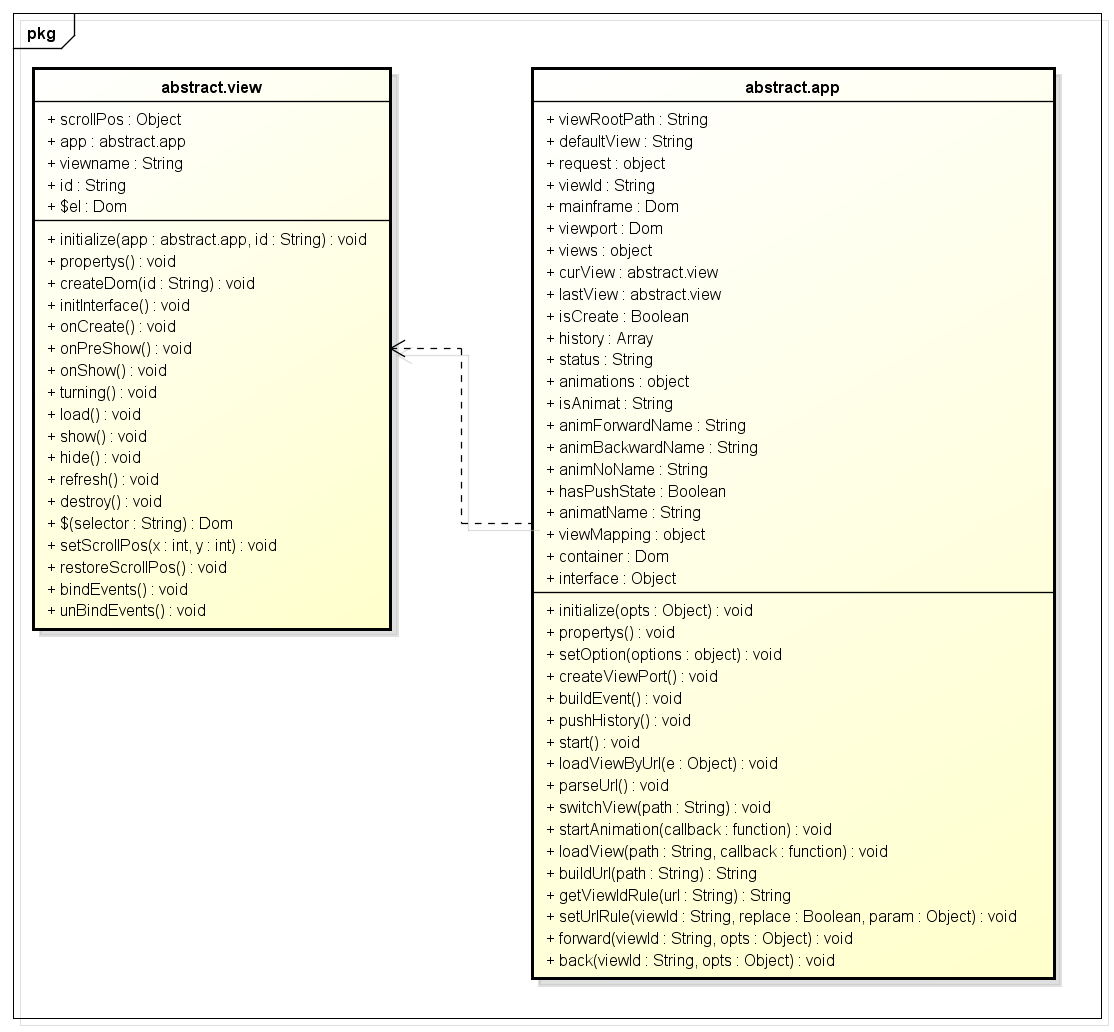 pkg
abstract.view
+ scrollPos : Object
+ app : abstract.app
+ viewname : String
+ id : String
+ $el : Dom
+ initialize(app : abstract.app, id : String) : void
+ propertys() : void
+ createDom(id : String) : void
+ initInterface() : void
+ onCreate() : void
+ onPreShow() : void
+ onShow() : void
+ turning() : void
+ load() : void
+ show() : void
+ hide() : void
+ refresh() : void
+ destroy() : void
+ $(selector : String) : Dom
+ setScrollPos(x : int, y : int) : void
+ restoreScrollPos() : void
+ bindEvents() : void
+ unBindEvents() : void
abstract.app
+ viewRootPath : String
+ defaultView : String
+ request : object
+ viewId : String
+ mainframe : Dom
+ viewport : Dom
+ views : object
+ curView : abstract.view
+ lastView : abstract.view
+ isCreate : Boolean
+ history : Array
+ status : String
+ animations : object
+ isAnimat : String
+ animForwardName : String
+ animBackwardName : String
+ animNoName : String
+ hasPushState : Boolean
+ animatName : String
+ viewMapping : object
+ container : Dom
+ interface : Object
+ initialize(opts : Object) : void
+ propertys() : void
+ setOption(options : object) : void
+ createViewPort() : void
+ buildEvent() : void
+ pushHistory() : void
+ start() : void
+ loadViewByUrl(e : Object) : void
+ parseUrl() : void
+ switchView(path : String) : void
+ startAnimation(callback : function) : void
+ loadView(path : String, callback : function) : void
+ buildUrl(path : String) : String
+ getViewIdRule(url : String) : String
+ setUrlRule(viewId : String, replace : Boolean, param : Object) : void
+ forward(viewId : String, opts : Object) : void
+ back(viewId : String, opts : Object) : void